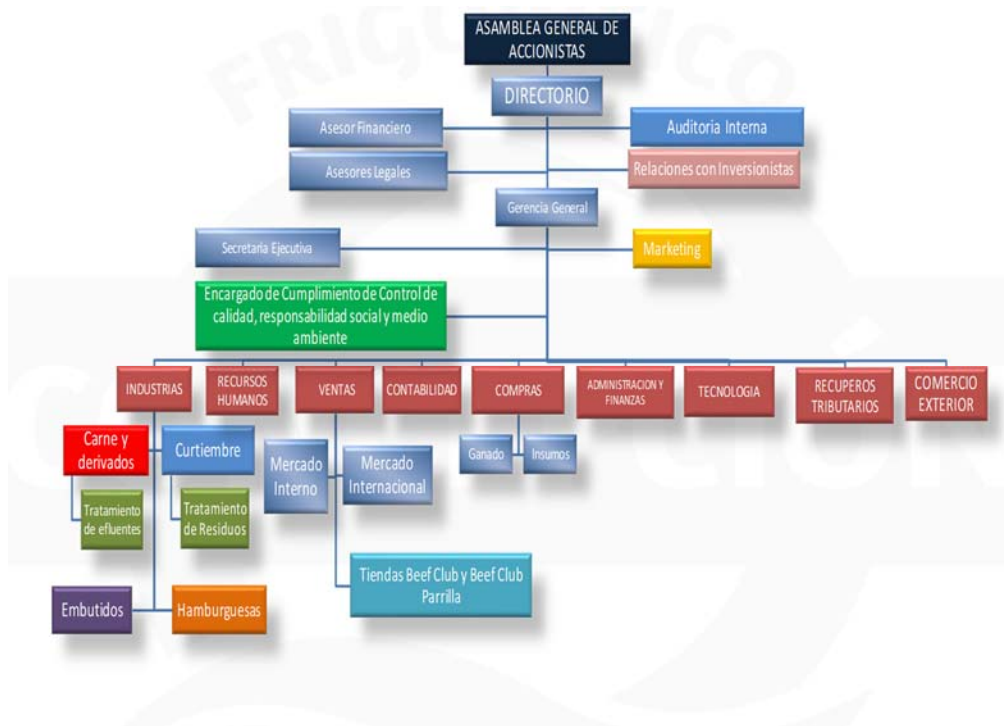 ASAMBLEA GENERAL DE
ACCIONISTAS
DIRECTORIO
Asesor Financiero
Auditoria Interna
Asesores Legales
Relaciones con Inversionistas
Gerencia General
Secretaria Ejecutiva
Marketing
Encargado de Cumplimiento de Control de
calidad, responsabilidad social y medio
ambiente
INDUSTRIAS
RECURSOS
HUMANOS
VENTAS
CONTABILIDAD
COMPRAS
ADMINISTRACION Y
FINANZAS
TECNOLOGIA
RECUPEROS
TRIBUTARIOS
COMERCIO
EXTERIOR
Carne y
derivados
Curtiembre
Mercado
Interno
Mercado
Internacional
Ganado
Insumos
Tratamiento
de efluentes
Tratamiento
de Residuos
Tiendas Beef Club y Beef Club
Parrilla
Embutidos
Hamburguesas